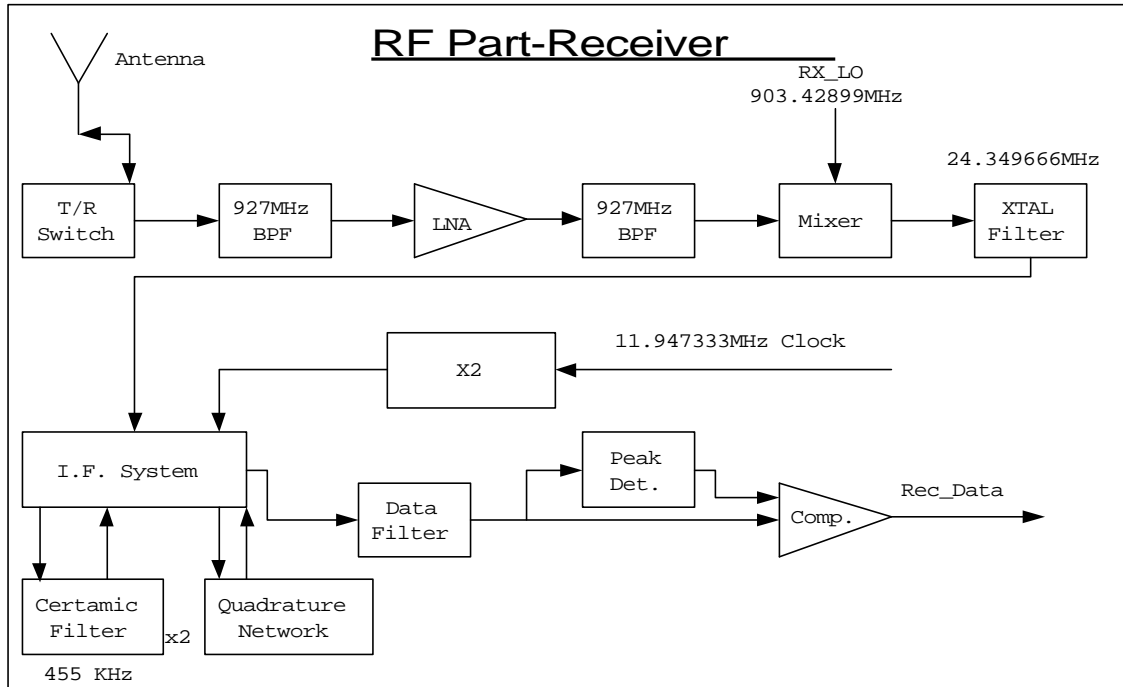 RF Part-Receiver
Antenna
RX_LO
903.42899MHz
24.349666MHz
T/R
Switch
927MHz
BPF
LNA
927MHz
BPF
Mixer
XTAL
Filter
11.947333MHz Clock
X2
I.F. System
Peak
Det.
Data
Filter
Comp.
Rec_Data
Certamic
Filter
x2
Quadrature
Network
455 KHz